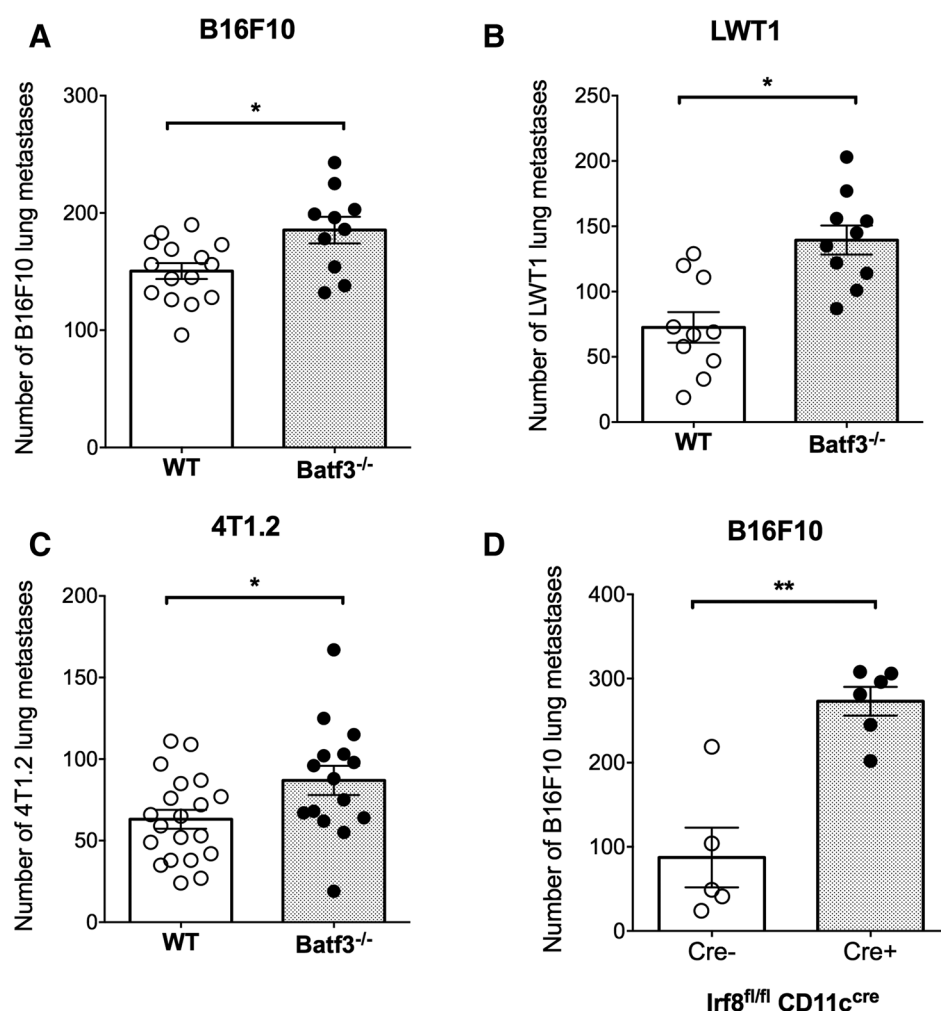 A
B16F10
Number of B16F10 lung metastases
300
200
100
0
*
WT
Batf3-/-
B
LWT1
Number of LWT1 lung metastases
250
200
150
100
50
0
*
WT
Batf3-/-
C
4T1.2
Number of 4T1.2 lung metastases
200
150
100
50
0
*
WT
Batf3-/-
D
B16F10
Number of B16F10 lung metastases
400
300
200
100
0
**
Cre-
Cre+
Irf8fl/fl CD11ccre